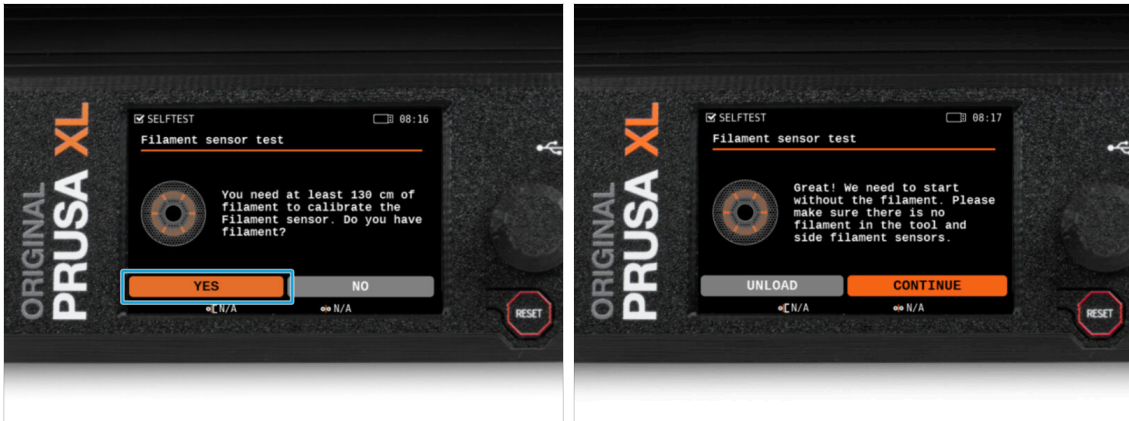 SELFTEST
08:16
Filament sensor test
You need at least 130 cm of
filament to calibrate the
Filament sensor. Do you have
filament?
YES
NO
N/A
N/A
ORIGINAL
PRUSA XL
RESET
SELFTEST
08:17
Filament sensor test
Great! We need to start
without the filament. Please
make sure there is no
filament in the tool and
side filament sensors.
UNLOAD
CONTINUE
N/A
N/A
ORIGINAL
PRUSA XL
RESET